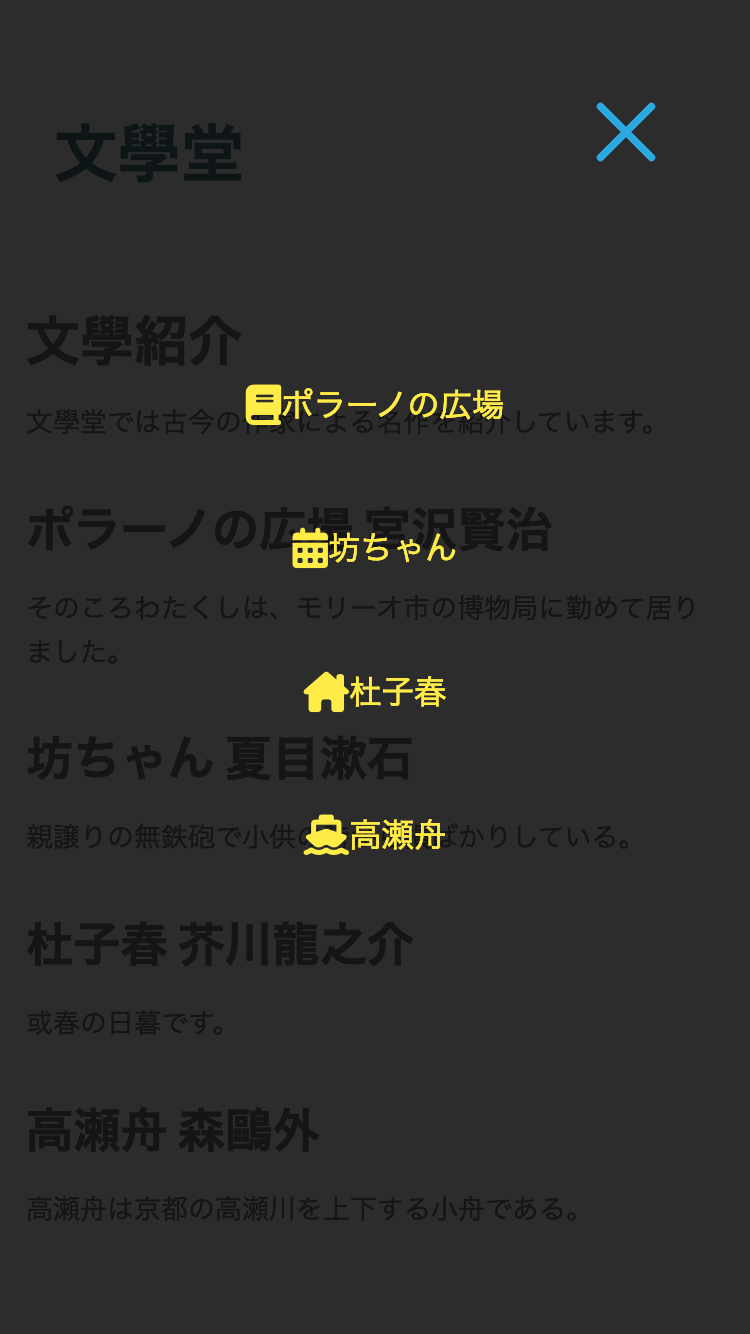 文學堂
文學紹介
ポラーノの広場
文學堂では古今の作家による名作を紹介しています。
ポラーノの広場 宮沢賢治
坊ちゃん
そのころわたくしは、モリーオ市の博物局に勤めて居り
ました。
杜子春
坊ちゃん 夏目漱石
高瀬舟
親譲りの無鉄砲で小供の ばかりしている。
杜子春 芥川龍之介
或春の日暮です。
高瀬舟 森鷗外
高瀬舟は京都の高瀬川を上下する小舟である。